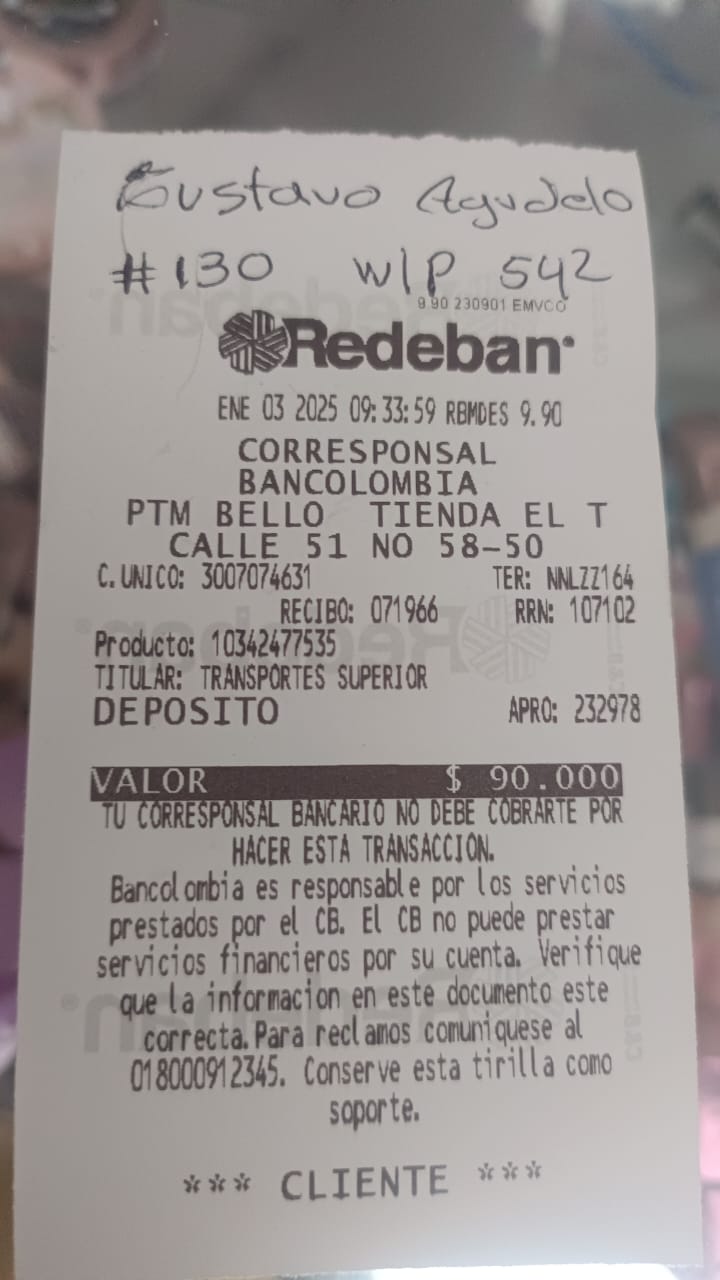 Gustavo Agudelo
#130 WLP 542
9.90 230901 EMVCO
Redeban
ENE 03 2025 09:33:59 RBMDES 9.90
CORRESPONSAL
BANCOLOMBIA
PTM BELLO TIENDA EL T
CALLE 51 NO 58-50
C. UNICO: 3007074631 TER: NNLZZ164
RECIBO: 071966 RRN: 107102
Producto: 10342477535
TITULAR: TRANSPORTES SUPERIOR
DEPOSITO APRO: 232978
VALOR $ 90.000
TU CORRESPONSAL BANCARIO NO DEBE COBRARTE POR
HACER ESTA TRANSACCION.
Bancolombia es responsable por los servicios
prestados por el CB. El CB no puede prestar
servicios financieros por su cuenta. Verifique
que la informacion en este documento este
correcta. Para reclamos comuniquese al
018000912345. Conserve esta tirilla como
soporte.
*** CLIENTE ***